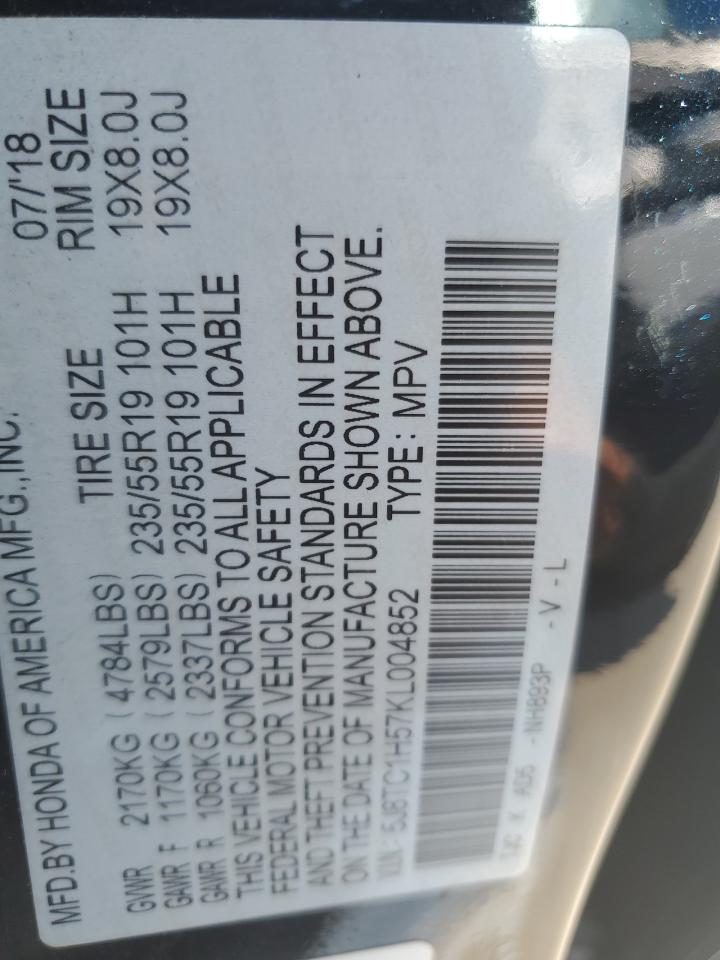 MFD.BY HONDA OF AMERICA MFG.,INC. 07/'18
TIRE SIZE RIM SIZE
GVWR 2170KG ( 4784LBS)
GAWR F 1170KG ( 2579LBS) 235/55R19 101H 19X8.0J
GAWR R 1060KG ( 2337LBS) 235/55R19 101H 19X8.0J
THIS VEHICLE CONFORMS TO ALL APPLICABLE
FEDERAL MOTOR VEHICLE SAFETY
AND THEFT PREVENTION STANDARDS IN EFFECT
ON THE DATE OF MANUFACTURE SHOWN ABOVE.
V.I.N.: 5J8TC1H57KL004852 TYPE: MPV
TJC K AD5 -NH893P -V-L